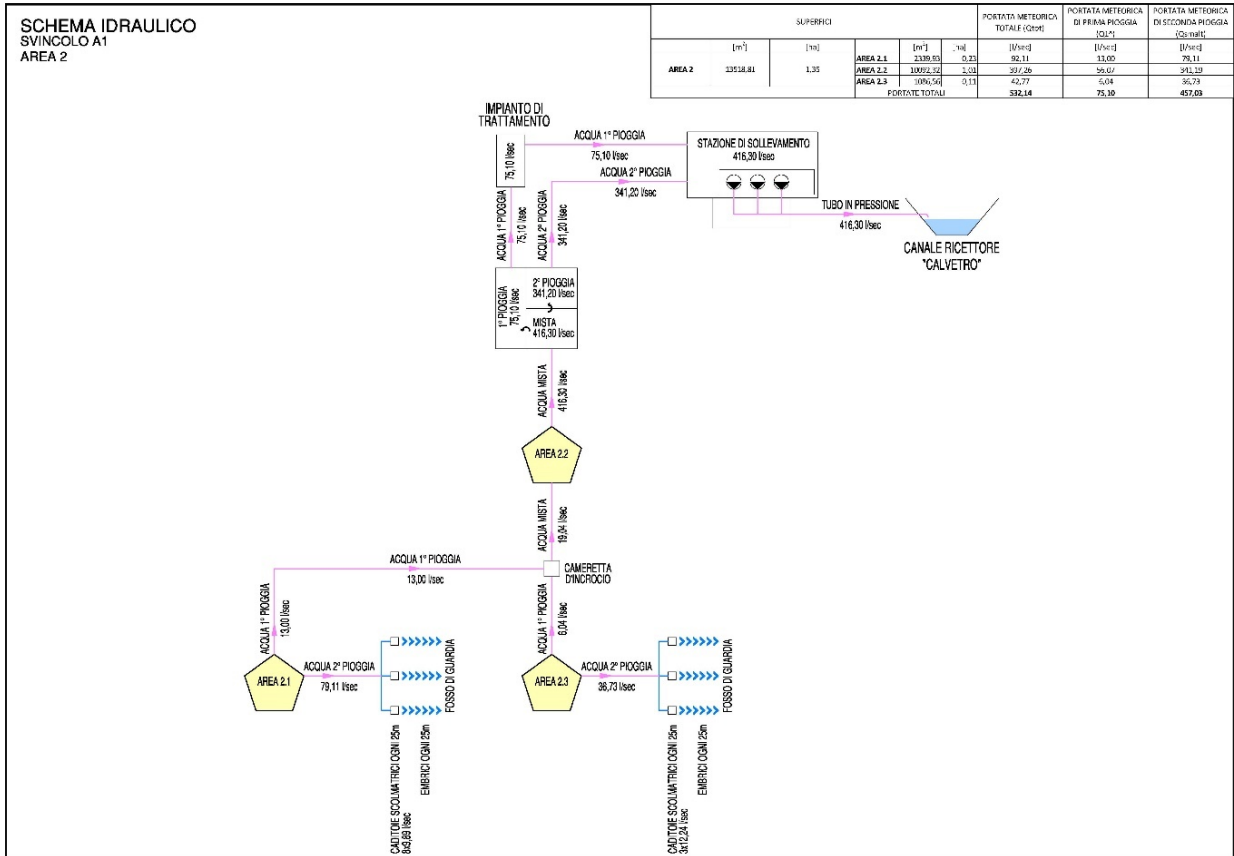 SCHEMA IDRAULICO
SVINCOLO A1
AREA 2
SUPERFICI
PORTATA METEORICA TOTALE (Qtot)
PORTATA METEORICA DI PRIMA PIOGGIA
PORTATA METEORICA DI SECONDA PIOGGIA (Qsmalt)
[m²] [ha] [m²] [ha] [l/sec] [l/sec] [l/sec]
AREA 2 13518,81 1,35
AREA 2.1 2339,93 0,23 92,11 13,00 79,11
AREA 2.2 10092,32 1,01 397,26 56,07 341,19
AREA 2.3 1086,56 0,11 42,77 6,04 36,73
PORTATE TOTALI 532,14 75,10 457,03
IMPIANTO DI
TRATTAMENTO
75,10 l/sec
ACQUA 1° PIOGGIA
75,10 l/sec
STAZIONE DI SOLLEVAMENTO
416,30 l/sec
ACQUA 2° PIOGGIA
341,20 l/sec
TUBO IN PRESSIONE
416,30 l/sec
CANALE RICETTORE
"CALVETRO"
ACQUA 1° PIOGGIA
75,10 l/sec
ACQUA 2° PIOGGIA
341,20 l/sec
1° PIOGGIA
75,10 l/sec
2° PIOGGIA
341,20 l/sec
MISTA
416,30 l/sec
ACQUA MISTA
416,30 l/sec
AREA 2.2
ACQUA MISTA
19,04 l/sec
ACQUA 1° PIOGGIA
13,00 l/sec
CAMERETTA
D'INCROCIO
ACQUA 1° PIOGGIA
13,00 l/sec
ACQUA 1° PIOGGIA
6,04 l/sec
AREA 2.1
ACQUA 2° PIOGGIA
79,11 l/sec
FOSSO DI GUARDIA
AREA 2.3
ACQUA 2° PIOGGIA
36,73 l/sec
FOSSO DI GUARDIA
CADITOIE SCOLMATRICI OGNI 25m
8x9,89 l/sec
EMBRICI OGNI 25m
CADITOIE SCOLMATRICI OGNI 25m
3x12,24 l/sec
EMBRICI OGNI 25m